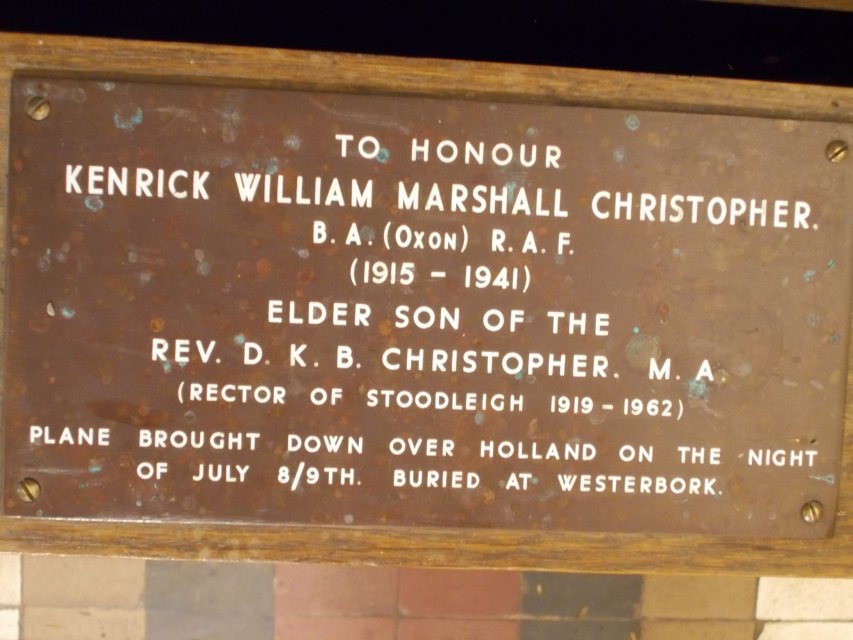 TO HONOUR
KENRICK WILLIAM MARSHALL CHRISTOPHER.
B. A. (OXON) R. A. F.
(1915 - 1941)
ELDER SON OF THE
REV. D. K. B. CHRISTOPHER. M. A
(RECTOR OF STOODLEIGH 1919 - 1962)
PLANE BROUGHT DOWN OVER HOLLAND ON THE NIGHT
OF JULY 8/9TH. BURIED AT WESTERBORK.